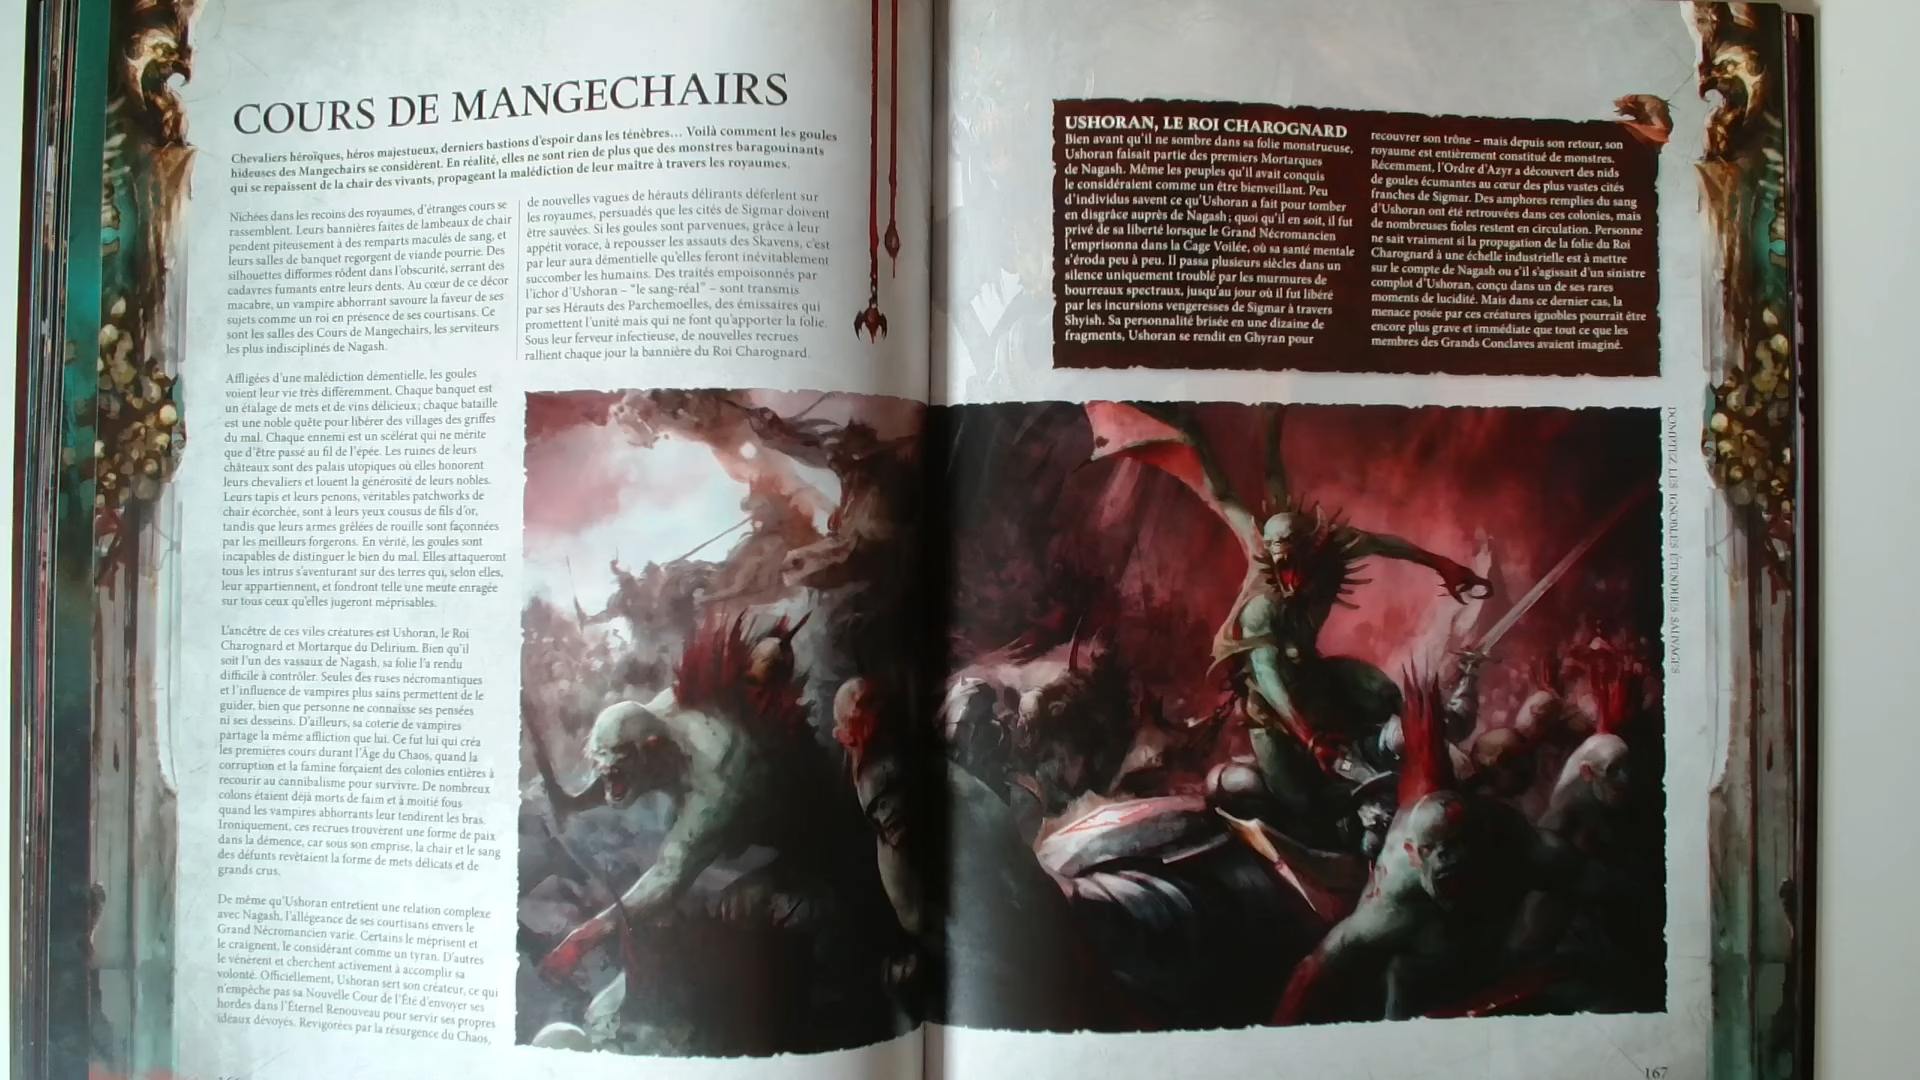 COURS DE MANGECHAIRS
Chevaliers héroïques, héros majestueux, derniers bastions d'espoir dans les ténèbres… Voilà comment les goules
hideuses des Mangechairs se considèrent. En réalité, elles ne sont rien de plus que des monstres baragouinants
qui se repaissent de la chair des vivants, propageant la malédiction de leur maître à travers les royaumes.
Nichées dans les recoins des royaumes, d'étranges cours se
rassemblent. Leurs bannières faites de lambeaux de chair
pendent piteusement à des remparts maculés de sang, et
leurs salles de banquet regorgent de viande pourrie. Des
silhouettes difformes rôdent dans l'obscurité, serrant des
cadavres fumants entre leurs dents. Au cœur de ce décor
macabre, un vampire abhorrant savoure la faveur de ses
sujets comme un roi en présence de ses courtisans. Ce
sont les salles des Cours de Mangechairs, les serviteurs
les plus indisciplinés de Nagash.
Affligées d'une malédiction démentielle, les goules
voient leur vie très différemment. Chaque banquet est
un étalage de mets et de vins délicieux ; chaque bataille
est une noble quête pour libérer des villages des griffes
du mal. Chaque ennemi est un scélérat qui ne mérite
que d'être passé au fil de l'épée. Les ruines de leurs
châteaux sont des palais utopiques où elles honorent
leurs chevaliers et louent la générosité de leurs nobles.
Leurs tapis et leurs penons, véritables patchworks de
chair écorchée, sont à leurs yeux cousus de fils d'or,
tandis que leurs armes grêlées de rouille sont façonnées
par les meilleurs forgerons. En vérité, les goules sont
incapables de distinguer le bien du mal. Elles attaqueront
tous les intrus s'aventurant sur des terres qui, selon elles,
leur appartiennent, et fondront telle une meute enragée
sur tous ceux qu'elles jugeront méprisables.
L'ancêtre de ces viles créatures est Ushoran, le Roi
Charognard et Mortarque du Delirium. Bien qu'il
soit l'un des vassaux de Nagash, sa folie l'a rendu
difficile à contrôler. Seules des ruses nécromantiques
et l'influence de vampires plus sains permettent de le
guider, bien que personne ne connaisse ses pensées
ni ses desseins. D'ailleurs, sa coterie de vampires
partage la même affliction que lui. Ce fut lui qui créa
les premières cours durant l'Âge du Chaos, quand la
corruption et la famine forçaient des colonies entières à
recourir au cannibalisme pour survivre. De nombreux
colons étaient déjà morts de faim et à moitié fous
quand les vampires abhorrants leur tendirent les bras.
Ironiquement, ces recrues trouvèrent une forme de paix
dans la démence, car sous son emprise, la chair et le sang
des défunts revêtaient la forme de mets délicats et de
grands crus.
De même qu'Ushoran entretient une relation complexe
avec Nagash, l'allégeance de ses courtisans envers le
Grand Nécromancien varie. Certains le méprisent et
le craignent, le considérant comme un tyran. D'autres
le vénèrent et cherchent activement à accomplir sa
volonté. Officiellement, Ushoran sert son créateur, ce qui
n'empêche pas sa Nouvelle Cour de l'Été d'envoyer ses
hordes dans l'Éternel Renouveau pour servir ses propres
idéaux dévoyés. Revigorées par la résurgence du Chaos,
de nouvelles vagues de hérauts délirants déferlent sur
les royaumes, persuadés que les cités de Sigmar doivent
être sauvées. Si les goules sont parvenues, grâce à leur
appétit vorace, à repousser les assauts des Skavens, c'est
par leur aura démentielle qu'elles feront inévitablement
succomber les humains. Des traités empoisonnés par
l'ichor d'Ushoran – "le sang-réal" – sont transmis
par ses Hérauts des Parchemoelles, des émissaires qui
promettent l'unité mais qui ne font qu'apporter la folie.
Sous leur ferveur infectieuse, de nouvelles recrues
rallient chaque jour la bannière du Roi Charognard.
USHORAN, LE ROI CHAROGNARD
Bien avant qu'il ne sombre dans sa folie monstrueuse,
Ushoran faisait partie des premiers Mortarques
de Nagash. Même les peuples qu'il avait conquis
le considéraient comme un être bienveillant. Peu
d'individus savent ce qu'Ushoran a fait pour tomber
en disgrâce auprès de Nagash ; quoi qu'il en soit, il fut
privé de sa liberté lorsque le Grand Nécromancien
l'emprisonna dans la Cage Voilée, où sa santé mentale
s'éroda peu à peu. Il passa plusieurs siècles dans un
silence uniquement troublé par les murmures de
bourreaux spectraux, jusqu'au jour où il fut libéré
par les incursions vengeresses de Sigmar à travers
Shyish. Sa personnalité brisée en une dizaine de
fragments, Ushoran se rendit en Ghyran pour
recouvrer son trône – mais depuis son retour, son
royaume est entièrement constitué de monstres.
Récemment, l'Ordre d'Azyr a découvert des nids
de goules écumantes au cœur des plus vastes cités
franches de Sigmar. Des amphores remplies du sang
d'Ushoran ont été retrouvées dans ces colonies, mais
de nombreuses fioles restent en circulation. Personne
ne sait vraiment si la propagation de la folie du Roi
Charognard à une échelle industrielle est à mettre
sur le compte de Nagash ou s'il s'agissait d'un sinistre
complot d'Ushoran, conçu dans un de ses rares
moments de lucidité. Mais dans ce dernier cas, la
menace posée par ces créatures ignobles pourrait être
encore plus grave et immédiate que tout ce que les
membres des Grands Conclaves avaient imaginé.
DOMPTEZ LES IGNOBLES ÉTENDUES SAUVAGES
167